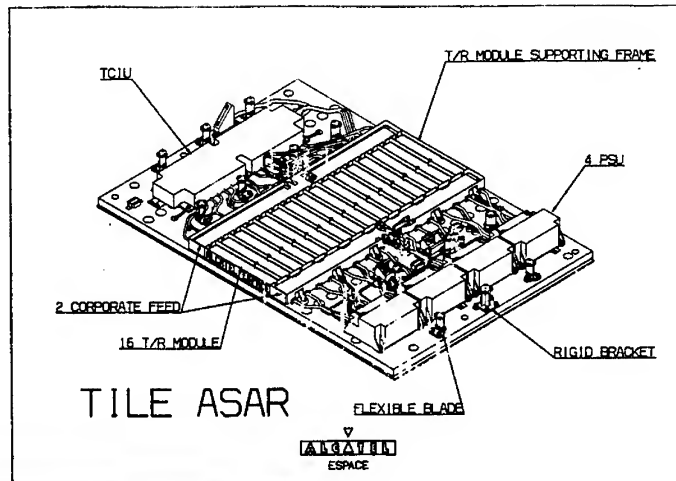 T/R MODULE SUPPORTING FRAME
TCIU
4 PSU
2 CORPORATE FEED
16 T/R MODULE
RIGID BRACKET
FLEXIBLE BLADE
TILE ASAR
ALCATEL
ESPACE